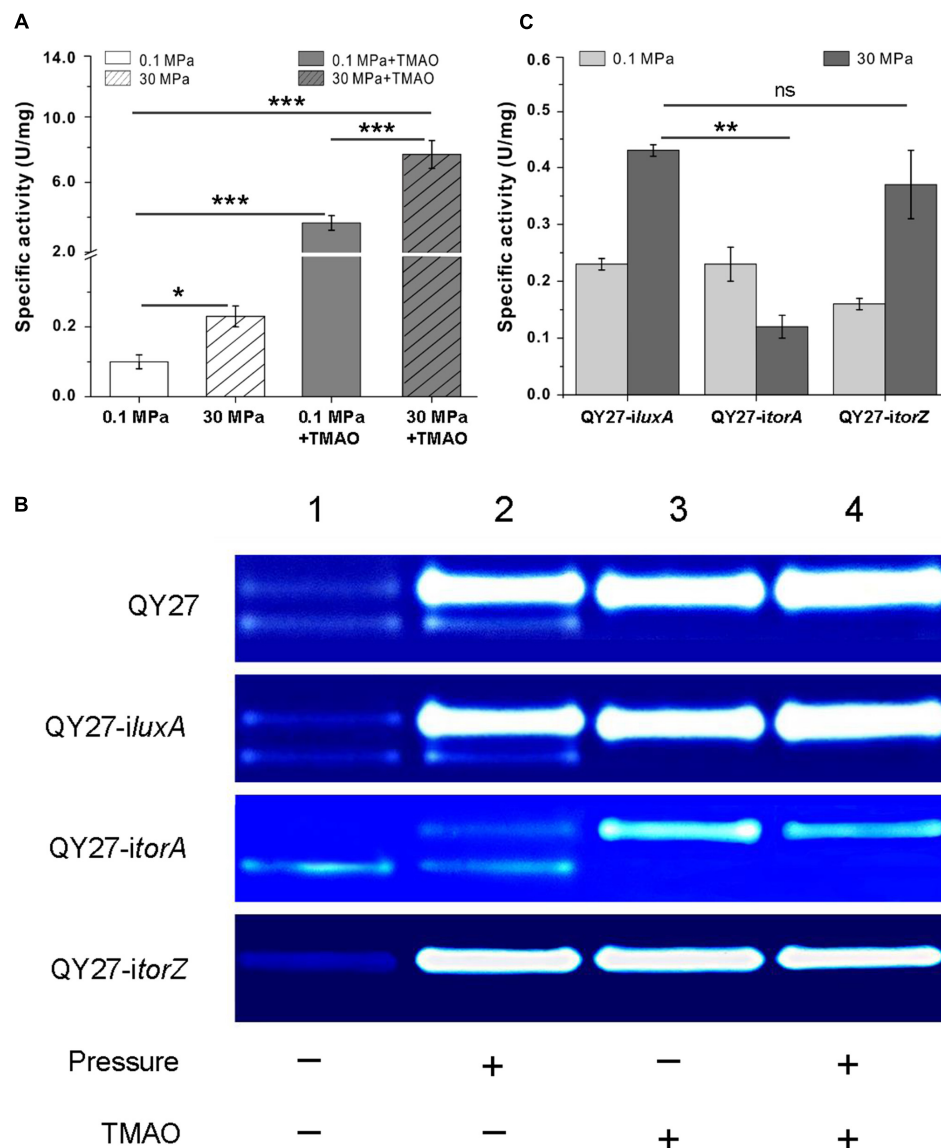 A
0.1 MPa
30 MPa
0.1 MPa+TMAO
30 MPa+TMAO
Specific activity (U/mg)
14.0
10.0
6.0
2.0
0.2
0.0
***
***
***
*
0.1 MPa
30 MPa
0.1 MPa +TMAO
30 MPa +TMAO
C
0.1 MPa
30 MPa
Specific activity (U/mg)
0.6
0.5
0.4
0.3
0.2
0.1
0.0
ns
**
QY27-iluxA
QY27-itorA
QY27-itorZ
B
1 2 3 4
QY27
QY27-iluxA
QY27-itorA
QY27-itorZ
Pressure − + − +
TMAO − − + +